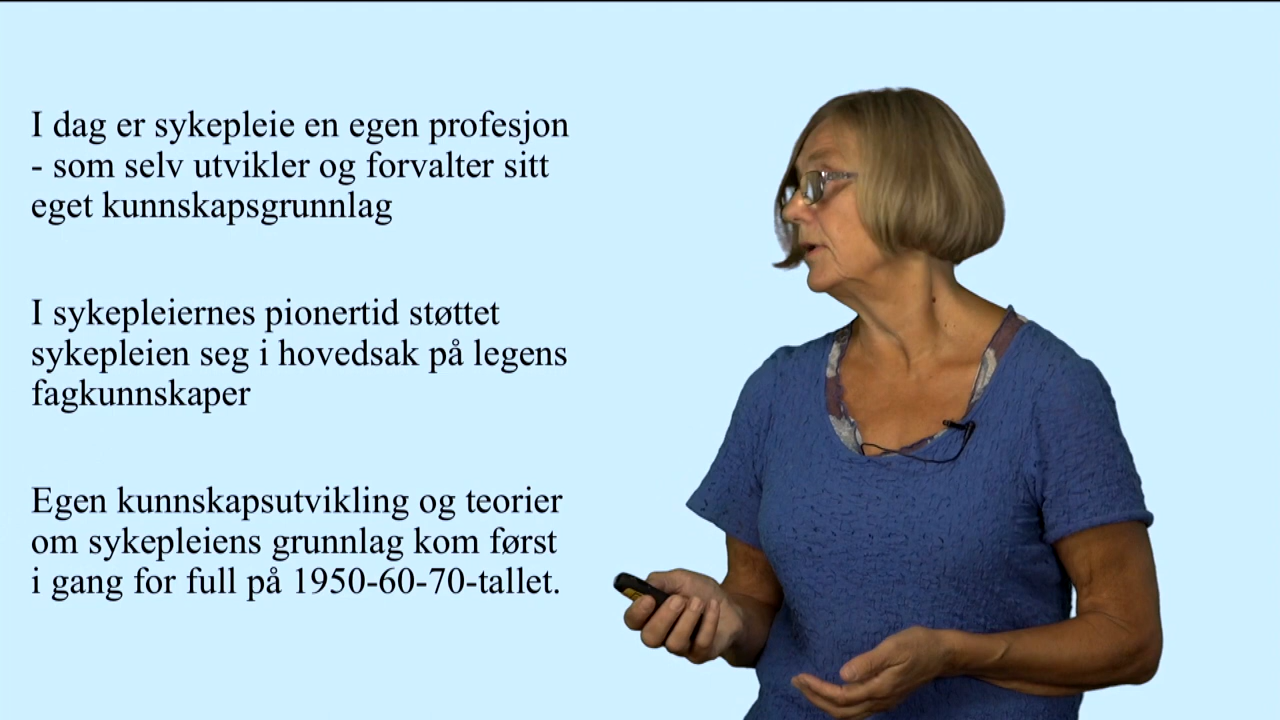 I dag er sykepleie en egen profesjon
- som selv utvikler og forvalter sitt
eget kunnskapsgrunnlag
I sykepleiernes pionertid støttet
sykepleien seg i hovedsak på legens
fagkunnskaper
Egen kunnskapsutvikling og teorier
om sykepleiens grunnlag kom først
i gang for full på 1950-60-70-tallet.